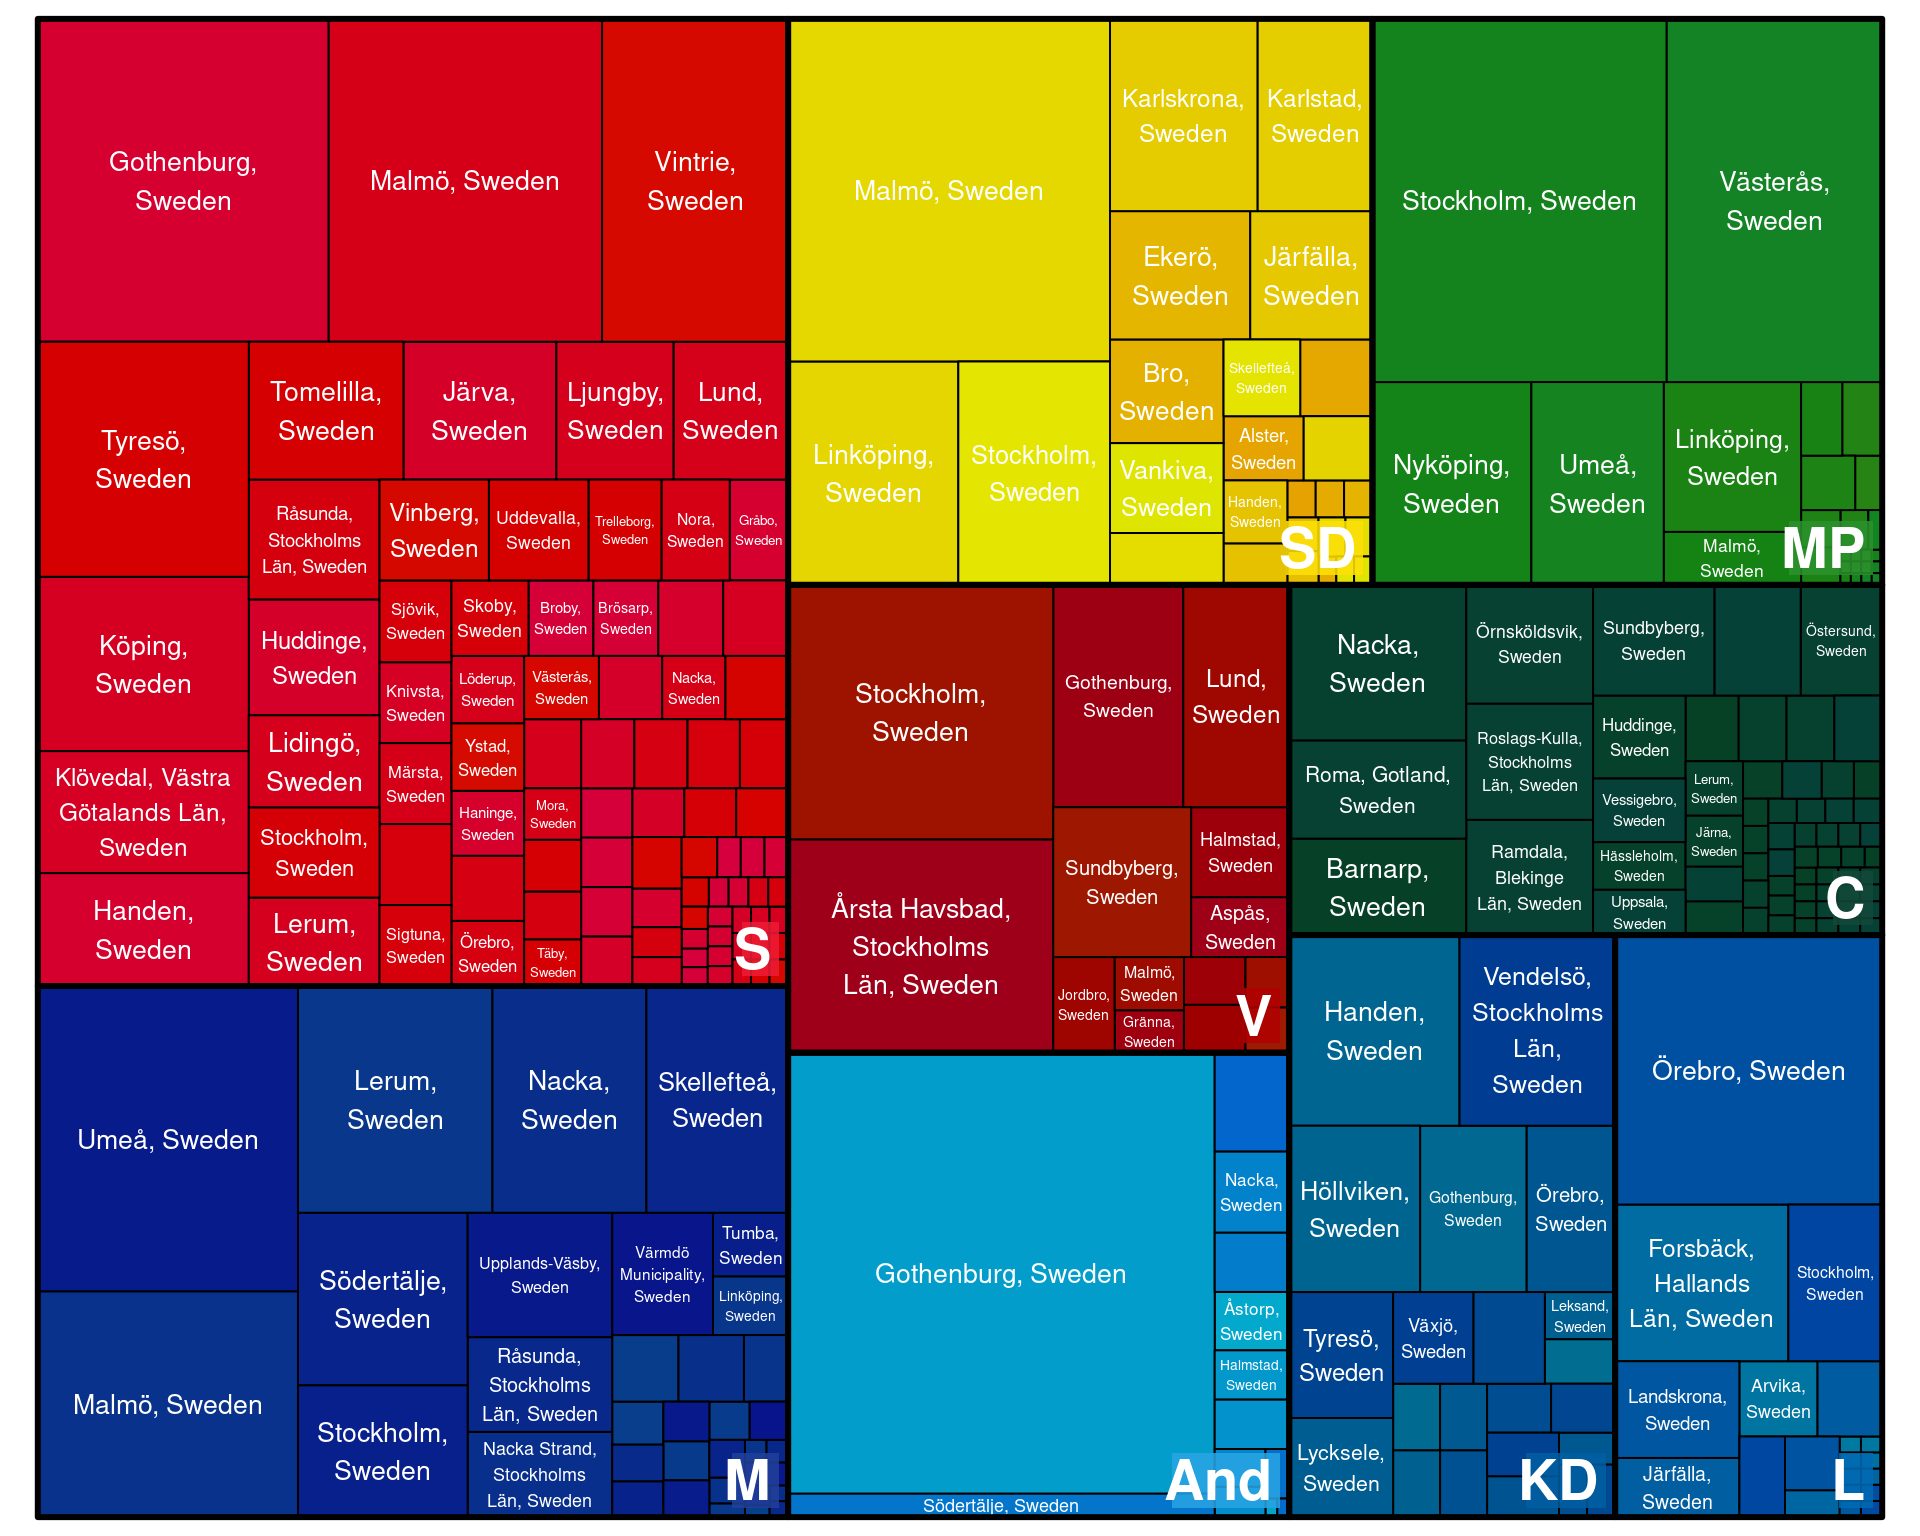 Gothenburg,
Sweden
Malmö, Sweden
Vintrie,
Sweden
Tyresö,
Sweden
Tomelilla,
Sweden
Järva,
Sweden
Ljungby,
Sweden
Lund,
Sweden
Råsunda,
Stockholms
Län, Sweden
Vinberg,
Sweden
Uddevalla,
Sweden
Trelleborg,
Sweden
Nora,
Sweden
Gråbo,
Sweden
Köping,
Sweden
Huddinge,
Sweden
Sjövik,
Sweden
Skoby,
Sweden
Broby,
Sweden
Brösarp,
Sweden
Knivsta,
Sweden
Löderup,
Sweden
Västerås,
Sweden
Nacka,
Sweden
Klövedal, Västra
Götalands Län,
Sweden
Lidingö,
Sweden
Märsta,
Sweden
Ystad,
Sweden
Haninge,
Sweden
Mora,
Sweden
Stockholm,
Sweden
Handen,
Sweden
Lerum,
Sweden
Sigtuna,
Sweden
Örebro,
Sweden
Täby,
Sweden
S
Malmö, Sweden
Karlskrona,
Sweden
Karlstad,
Sweden
Ekerö,
Sweden
Järfälla,
Sweden
Linköping,
Sweden
Stockholm,
Sweden
Bro,
Sweden
Skellefteå,
Sweden
Alster,
Sweden
Vankiva,
Sweden
Handen,
Sweden
SD
Stockholm, Sweden
Västerås,
Sweden
Nyköping,
Sweden
Umeå,
Sweden
Linköping,
Sweden
Malmö,
Sweden
MP
Stockholm,
Sweden
Gothenburg,
Sweden
Lund,
Sweden
Årsta Havsbad,
Stockholms
Län, Sweden
Sundbyberg,
Sweden
Halmstad,
Sweden
Aspås,
Sweden
Jordbro,
Sweden
Malmö,
Sweden
Gränna,
Sweden
V
Nacka,
Sweden
Örnsköldsvik,
Sweden
Sundbyberg,
Sweden
Östersund,
Sweden
Roma, Gotland,
Sweden
Roslags-Kulla,
Stockholms
Län, Sweden
Huddinge,
Sweden
Vessigebro,
Sweden
Lerum,
Sweden
Järna,
Sweden
Barnarp,
Sweden
Ramdala,
Blekinge
Län, Sweden
Hässleholm,
Sweden
Uppsala,
Sweden
C
Umeå, Sweden
Lerum,
Sweden
Nacka,
Sweden
Skellefteå,
Sweden
Malmö, Sweden
Södertälje,
Sweden
Upplands-Väsby,
Sweden
Värmdö
Municipality,
Sweden
Tumba,
Sweden
Linköping,
Sweden
Stockholm,
Sweden
Råsunda,
Stockholms
Län, Sweden
Nacka Strand,
Stockholms
Län, Sweden
M
Gothenburg, Sweden
Nacka,
Sweden
Åstorp,
Sweden
Halmstad,
Sweden
Södertälje, Sweden
And
Handen,
Sweden
Vendelsö,
Stockholms
Län,
Sweden
Höllviken,
Sweden
Gothenburg,
Sweden
Örebro,
Sweden
Tyresö,
Sweden
Växjö,
Sweden
Leksand,
Sweden
Lycksele,
Sweden
KD
Örebro, Sweden
Forsbäck,
Hallands
Län, Sweden
Stockholm,
Sweden
Landskrona,
Sweden
Arvika,
Sweden
Järfälla,
Sweden
L